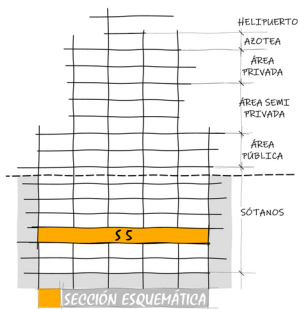 HELIPUERTO
AZOTEA
ÁREA
PRIVADA
ÁREA SEMI
PRIVADA
ÁREA
PÚBLICA
SÓTANOS
S5
SECCIÓN ESQUEMÁTICA